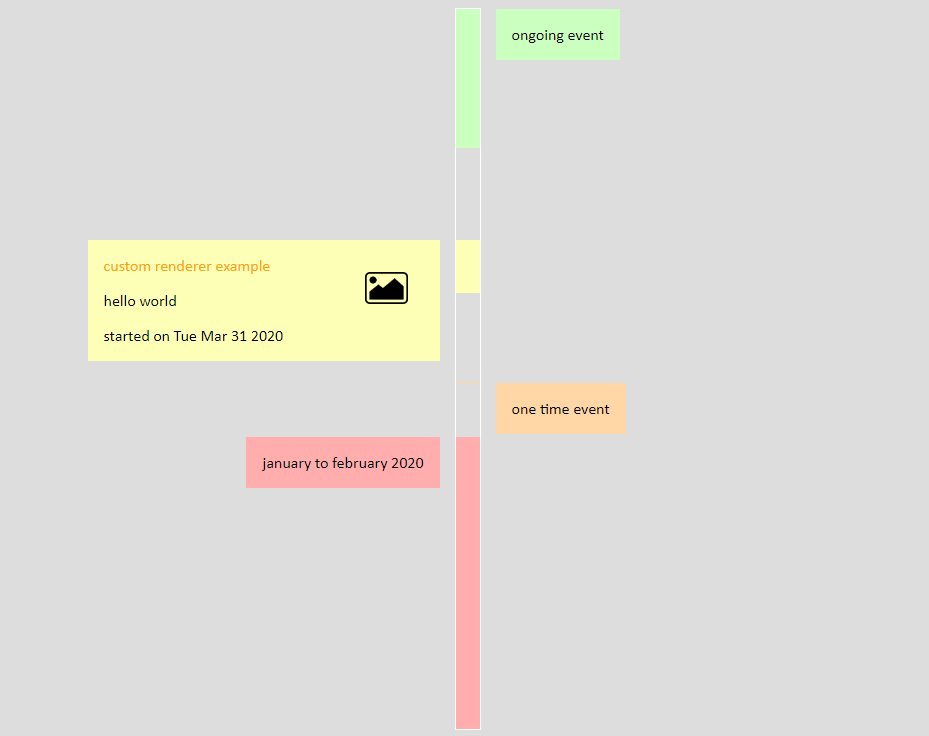 ongoing event
custom renderer example
hello world
started on Tue Mar 31 2020
one time event
january to february 2020